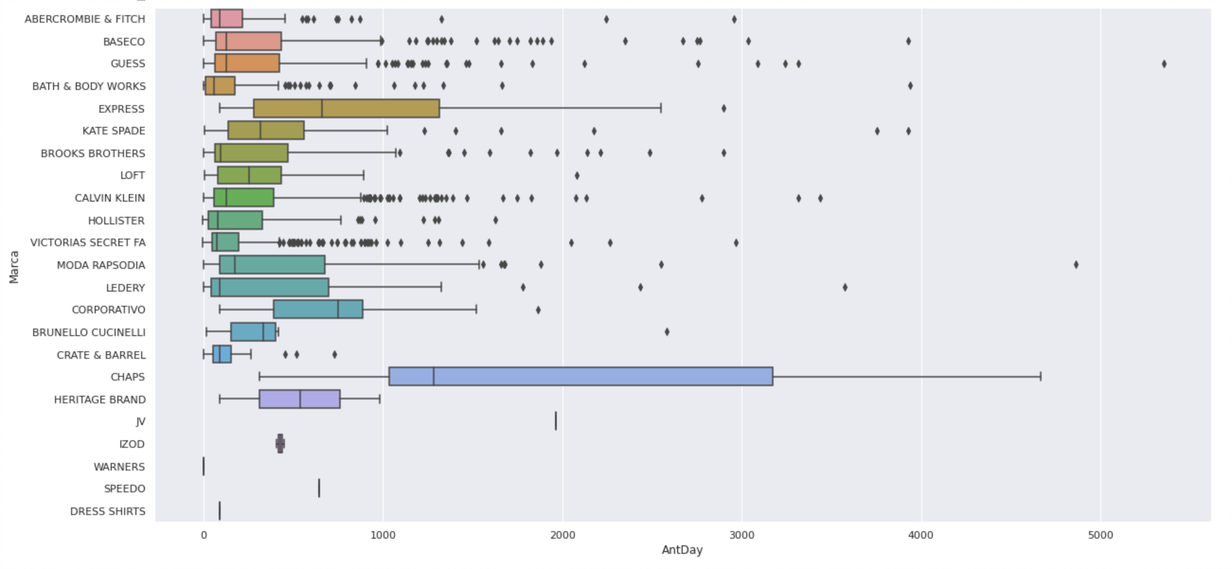 ABERCROMBIE & FITCH
BASECO
GUESS
BATH & BODY WORKS
EXPRESS
KATE SPADE
BROOKS BROTHERS
LOFT
CALVIN KLEIN
HOLLISTER
VICTORIAS SECRET FA
MODA RAPSODIA
LEDERY
CORPORATIVO
BRUNELLO CUCINELLI
CRATE & BARREL
CHAPS
HERITAGE BRAND
JV
IZOD
WARNERS
SPEEDO
DRESS SHIRTS
Marca
0 1000 2000 3000 4000 5000
AntDay